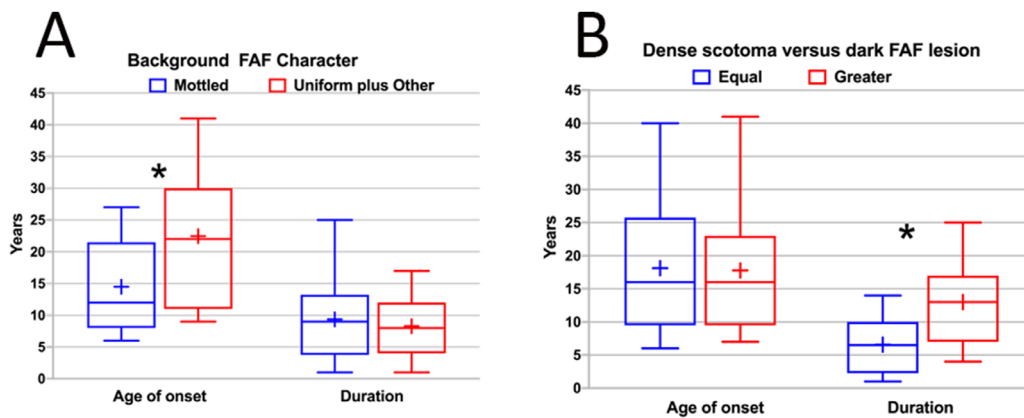 A
Background FAF Character
Mottled
Uniform plus Other
45
40
35
30
25
20
15
10
5
0
Years
*
Age of onset
Duration
B
Dense scotoma versus dark FAF lesion
Equal
Greater
45
40
35
30
25
20
15
10
5
0
Years
*
Age of onset
Duration